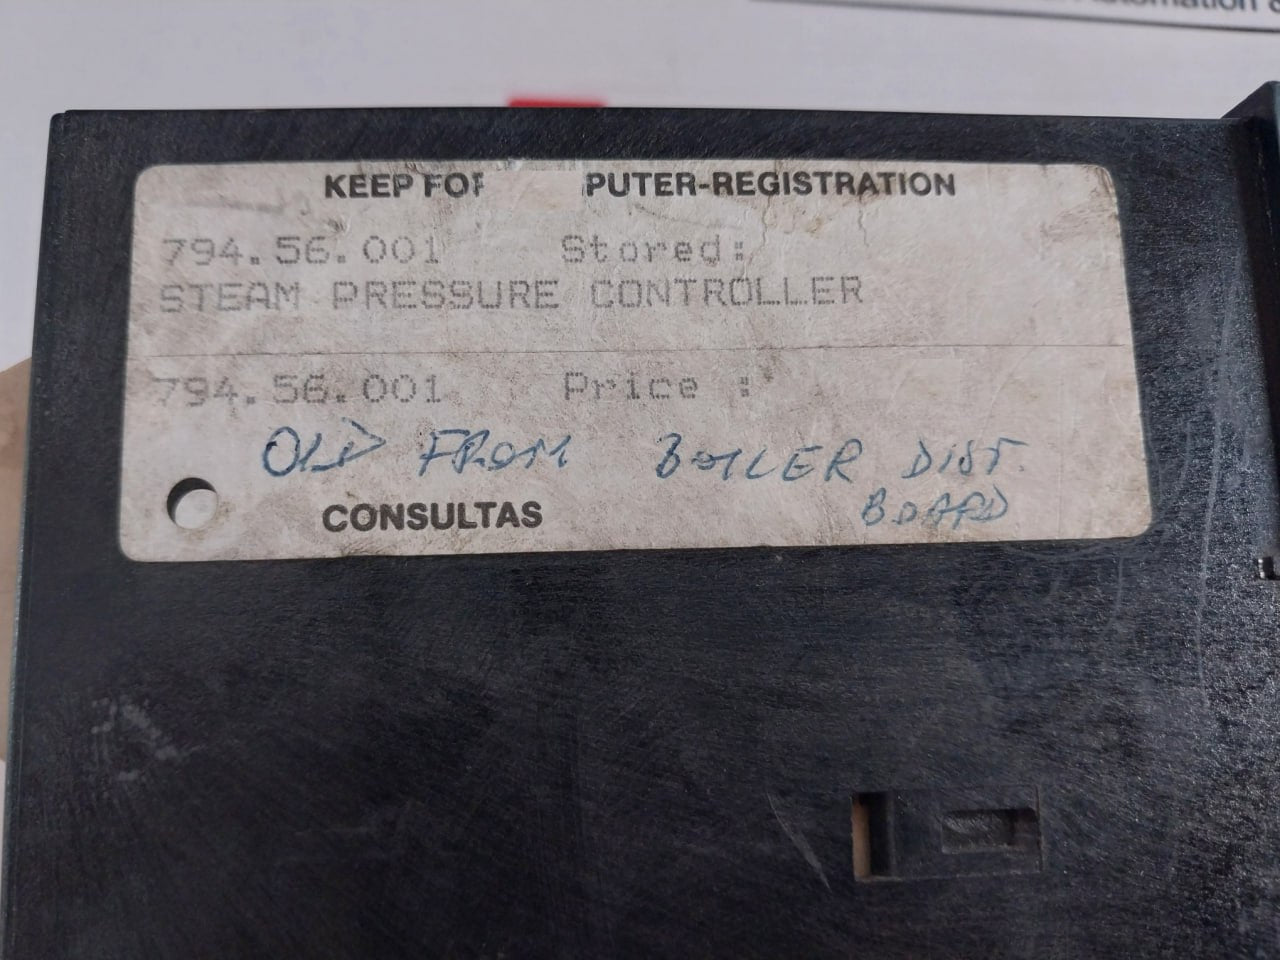 Automation &
KEEP FOR PUTER-REGISTRATION
794.56.001 Stored:
STEAM PRESSURE CONTROLLER
794.56.001 Price :
OLD FROM BOILER DIST.
BOARD
CONSULTAS